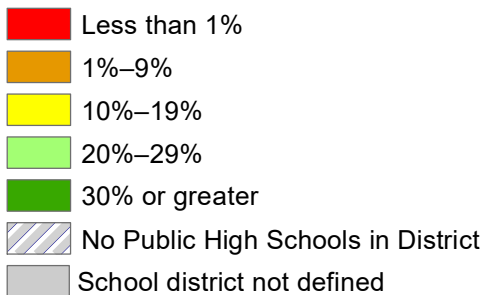 Less than 1%
1%–9%
10%–19%
20%–29%
30% or greater
No Public High Schools in District
School district not defined